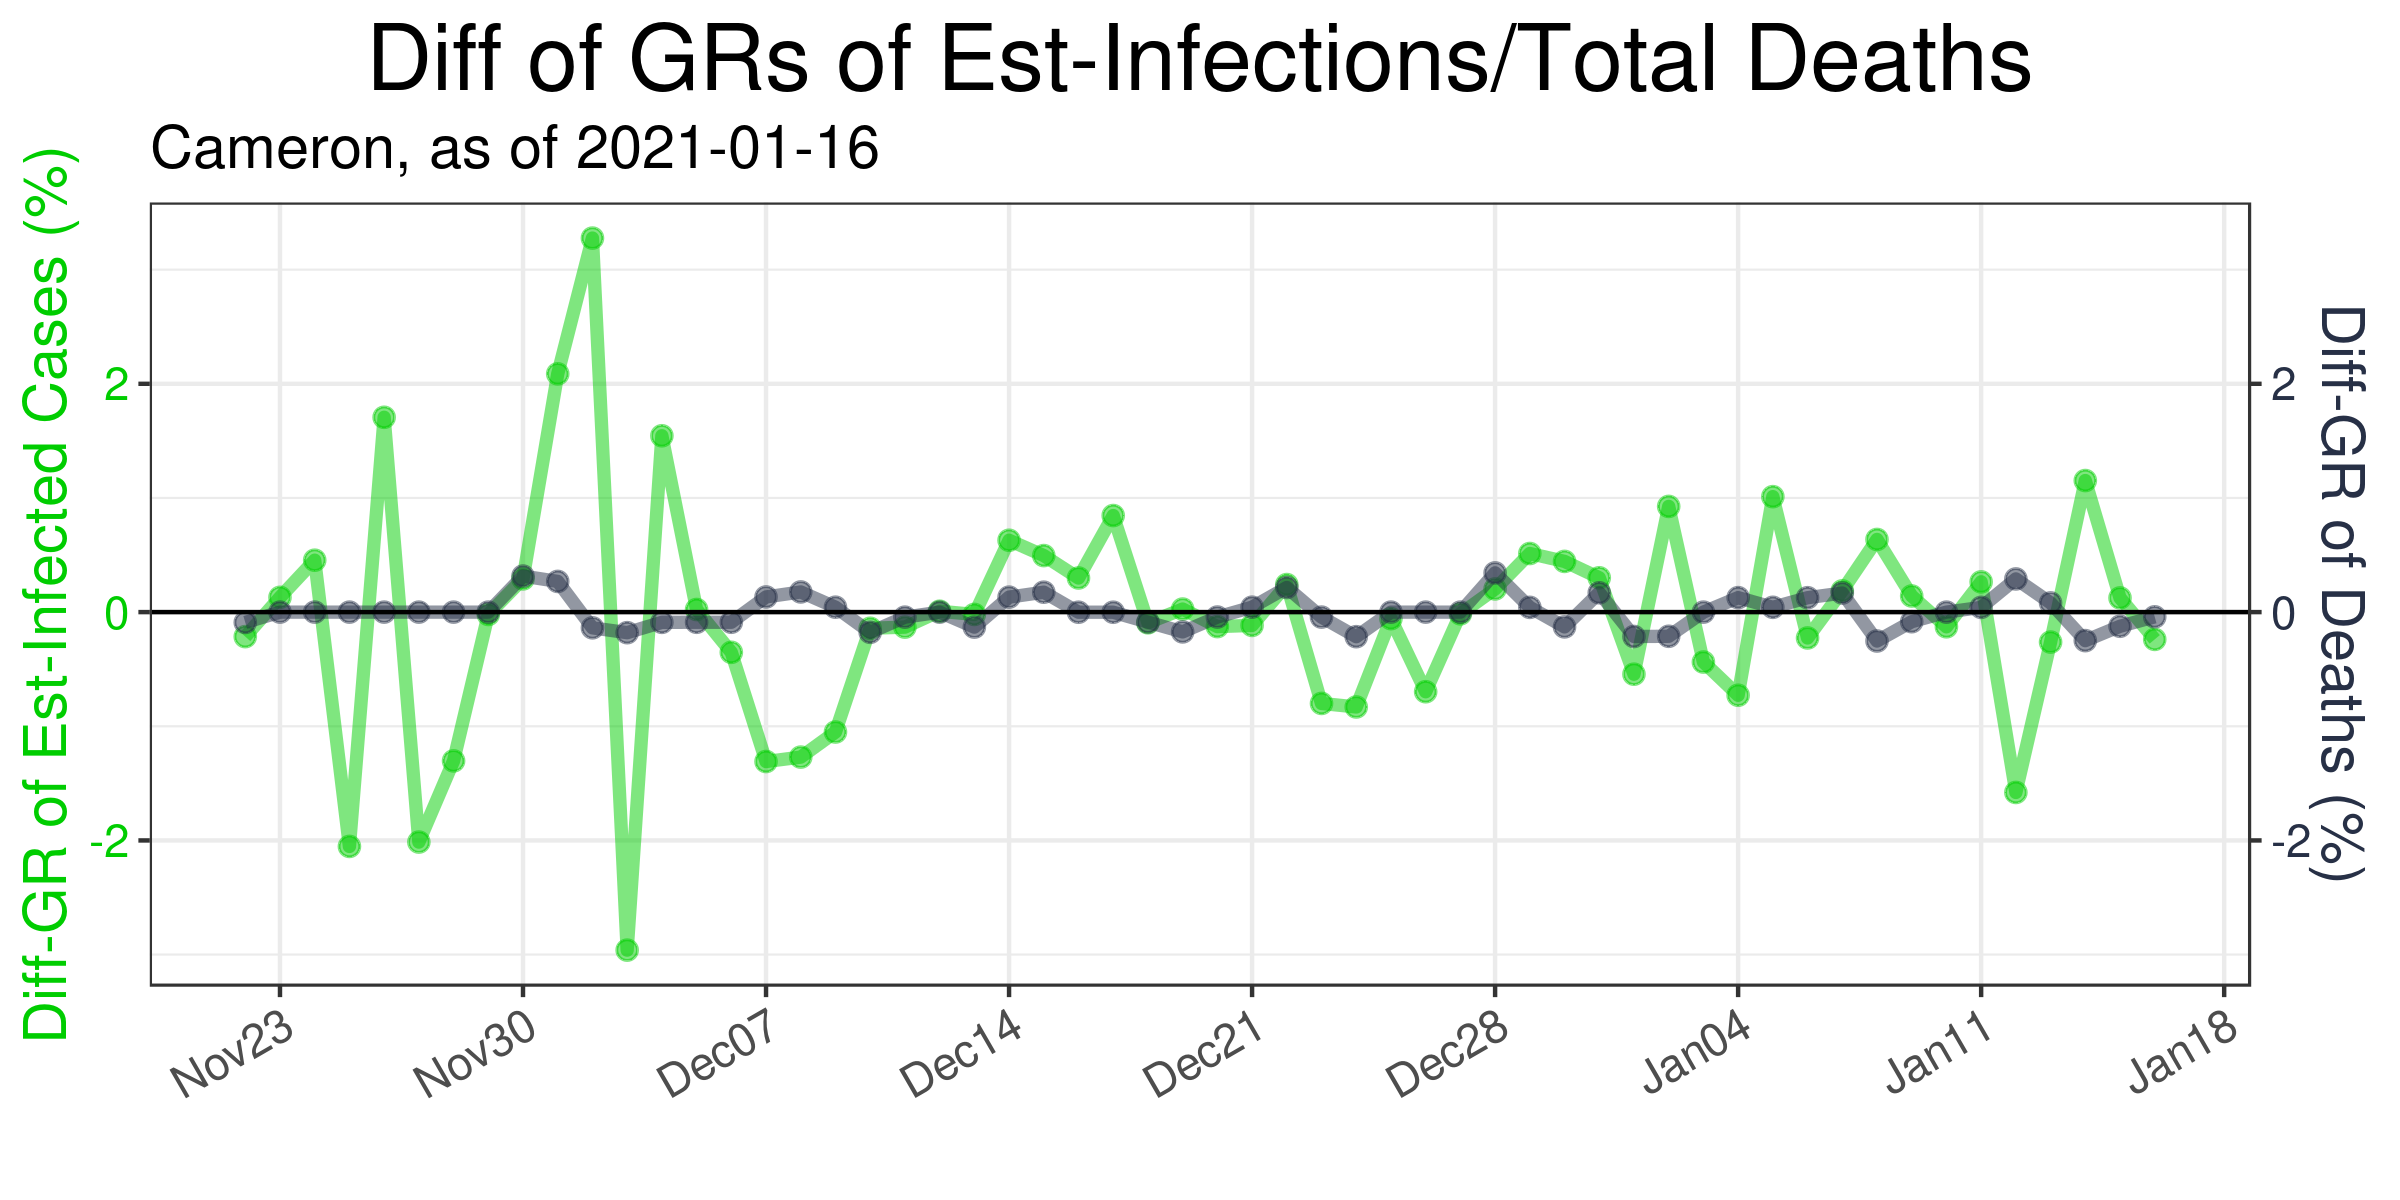 Diff of GRs of Est-Infections/Total Deaths
Cameron, as of 2021-01-16
Diff-GR of Est-Infected Cases (%)
2
0
-2
2
0
-2
Diff-GR of Deaths (%)
Nov23
Nov30
Dec07
Dec14
Dec21
Dec28
Jan04
Jan11
Jan18